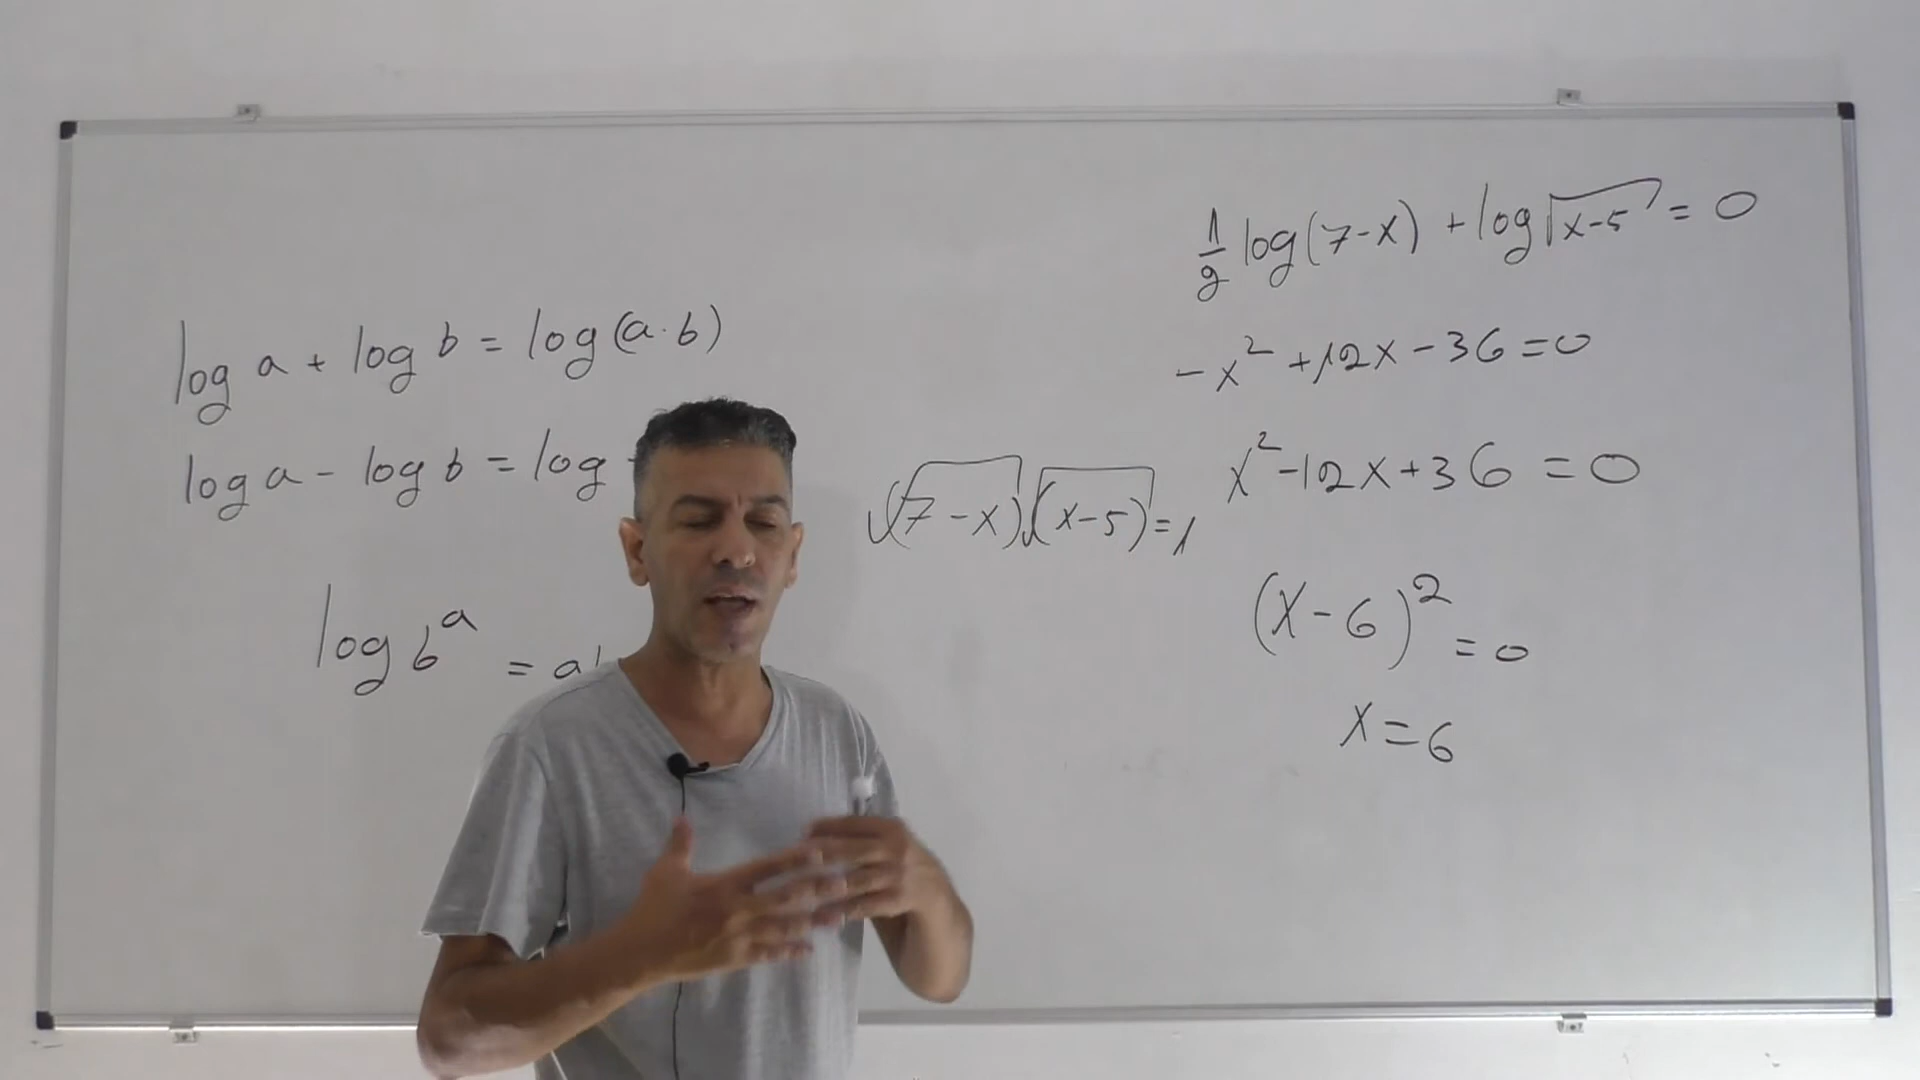 log a + log b = log(a·b)
log a - log b = log
log b^a = a
√(7-x) √(x-5) = 1
1/2 log(7-x) + log√x-5 = 0
-x² + 12x - 36 = 0
x² - 12x + 36 = 0
(x-6)² = 0
x = 6